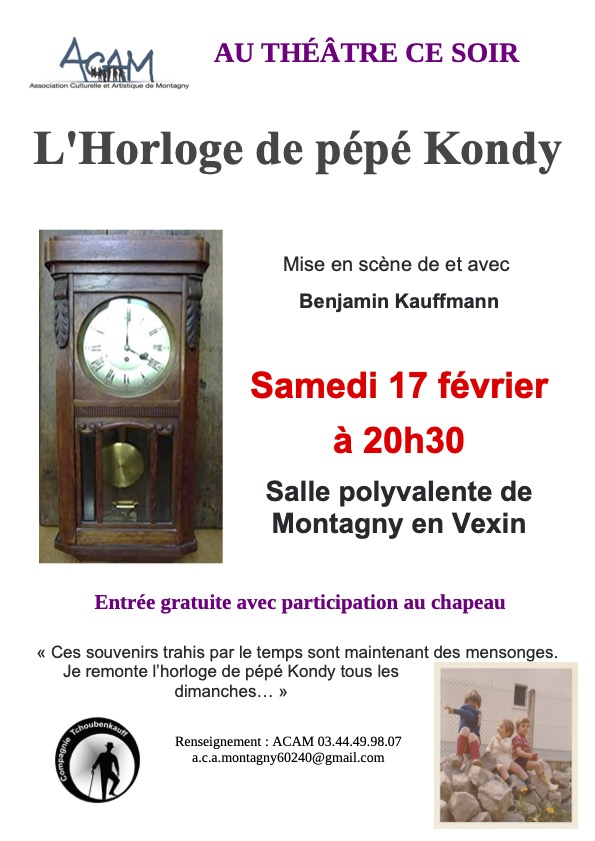 ACAM
Association Culturelle et Artistique de Montagny
AU THÉÂTRE CE SOIR
L'Horloge de pépé Kondy
Mise en scène de et avec
Benjamin Kauffmann
Samedi 17 février
à 20h30
Salle polyvalente de
Montagny en Vexin
Entrée gratuite avec participation au chapeau
« Ces souvenirs trahis par le temps sont maintenant des mensonges.
Je remonte l'horloge de pépé Kondy tous les
dimanches… »
Compagnie Tchoubenkauff
Renseignement : ACAM 03.44.49.98.07
a.c.a.montagny60240@gmail.com